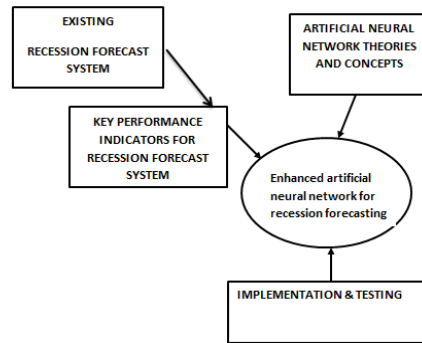 EXISTING
RECESSION FORECAST
SYSTEM
ARTIFICIAL NEURAL
NETWORK THEORIES
AND CONCEPTS
KEY PERFORMANCE
INDICATORS FOR
RECESSION FORECAST
SYSTEM
Enhanced artificial
neural network for
recession forecasting
IMPLEMENTATION & TESTING